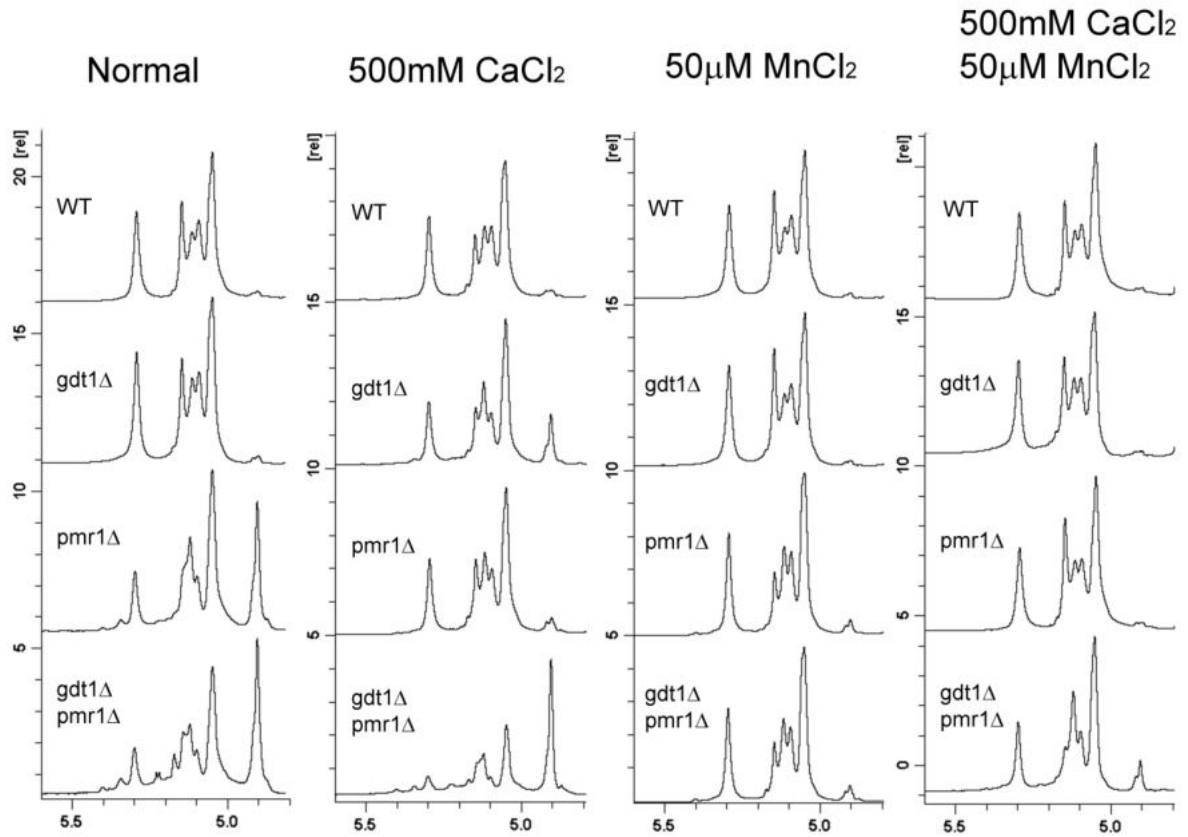 Normal
500mM CaCl₂
50μM MnCl₂
500mM CaCl₂
50μM MnCl₂
[rel]
20
15
10
5
WT
gdt1Δ
pmr1Δ
gdt1Δ
pmr1Δ
5.5
5.0
[rel]
15
10
5
WT
gdt1Δ
pmr1Δ
gdt1Δ
pmr1Δ
5.5
5.0
[rel]
15
10
5
WT
gdt1Δ
pmr1Δ
gdt1Δ
pmr1Δ
5.5
5.0
[rel]
15
10
5
0
WT
gdt1Δ
pmr1Δ
gdt1Δ
pmr1Δ
5.5
5.0